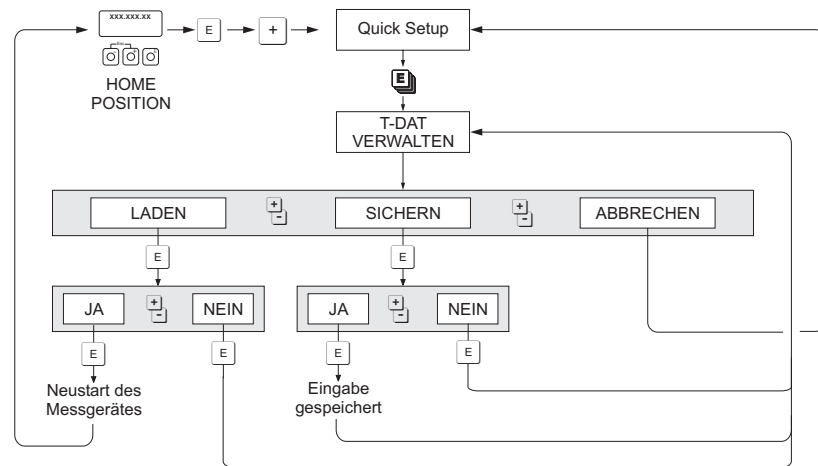 xxx.xxx.xx
Esc
E
+
Quick Setup
HOME
POSITION
E
T-DAT
VERWALTEN
LADEN
+
-
SICHERN
+
-
ABBRECHEN
E
E
JA
+
-
NEIN
JA
+
-
NEIN
E
E
E
E
Neustart des
Messgerätes
Eingabe
gespeichert